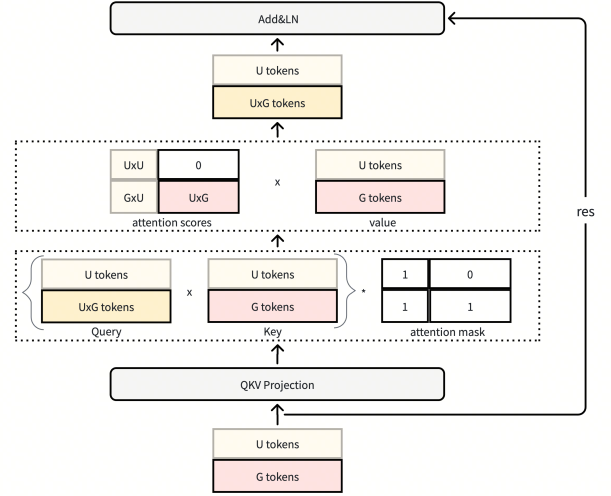 Add&LN
U tokens
UxG tokens
UxU 0
GxU UxG
x
U tokens
G tokens
attention scores
value
res
U tokens
UxG tokens
x
U tokens
G tokens
*
1 0
1 1
Query
Key
attention mask
QKV Projection
U tokens
G tokens